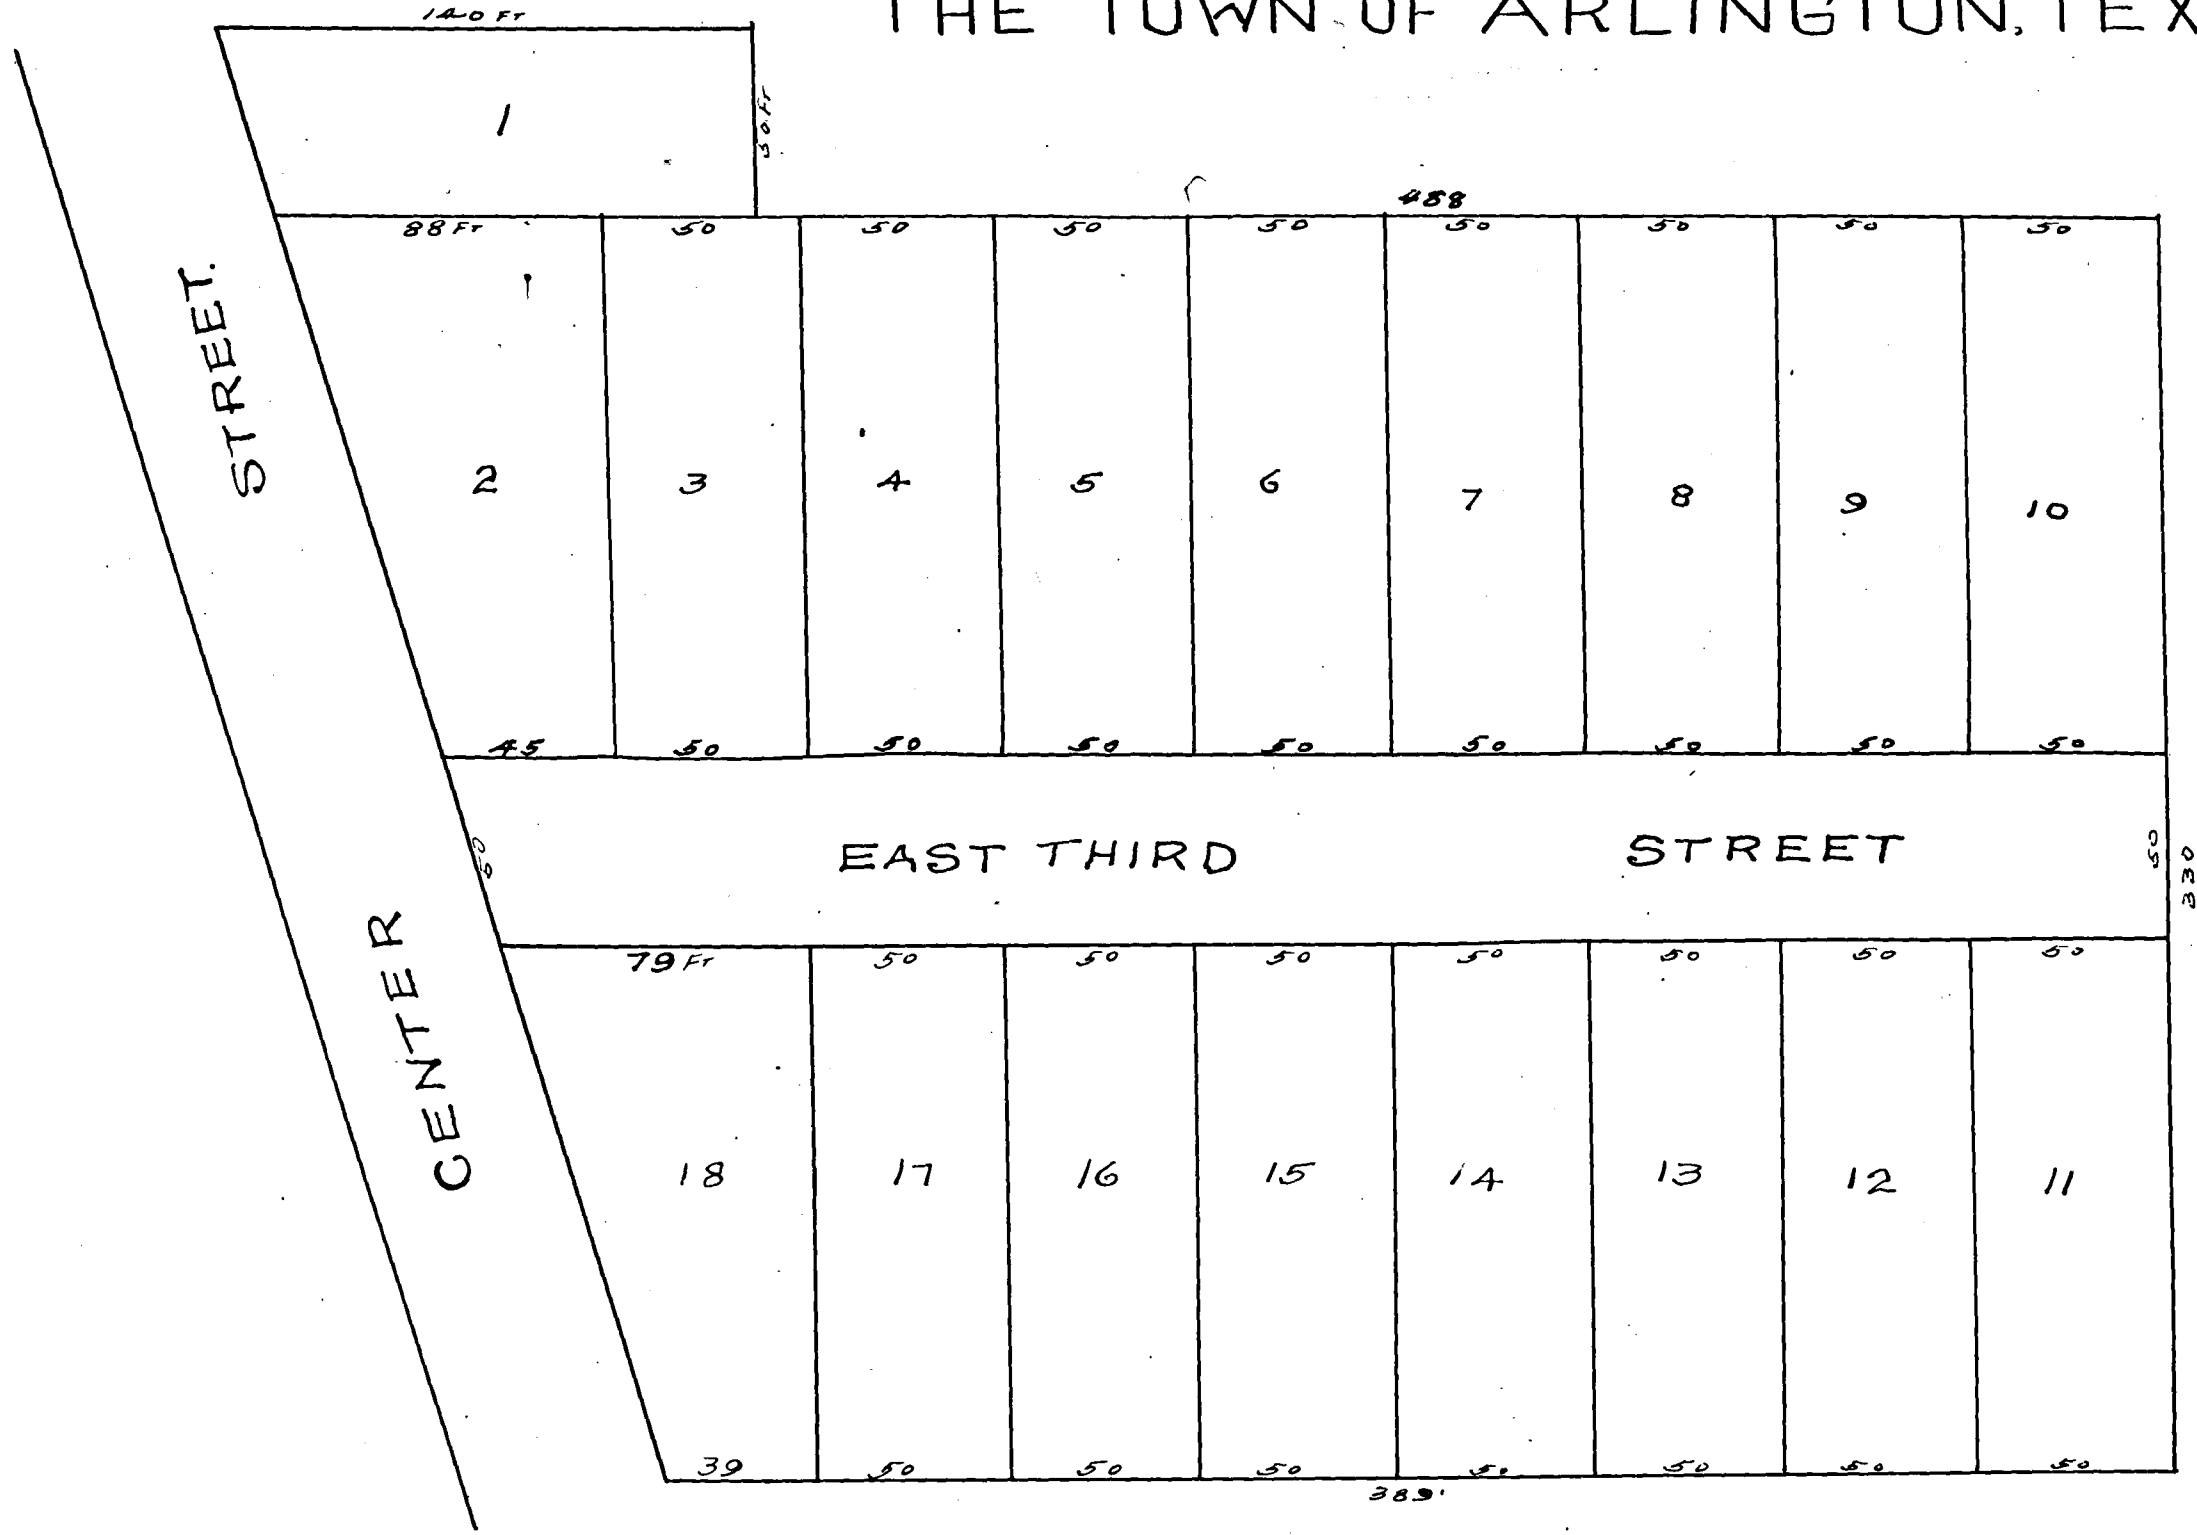 THE TOWN OF ARLINGTON, TEX
140 FT
1
50 FT
488
88 FT 50 50 50 50 50 50 50 50
STREET.
2 3 4 5 6 7 8 9 10
45 50 50 50 50 50 50 50 50
50 EAST THIRD STREET 50
330
CENTER
79 FT 50 50 50 50 50 50 50
18 17 16 15 14 13 12 11
39 50 50 50 50 50 50 50
389'